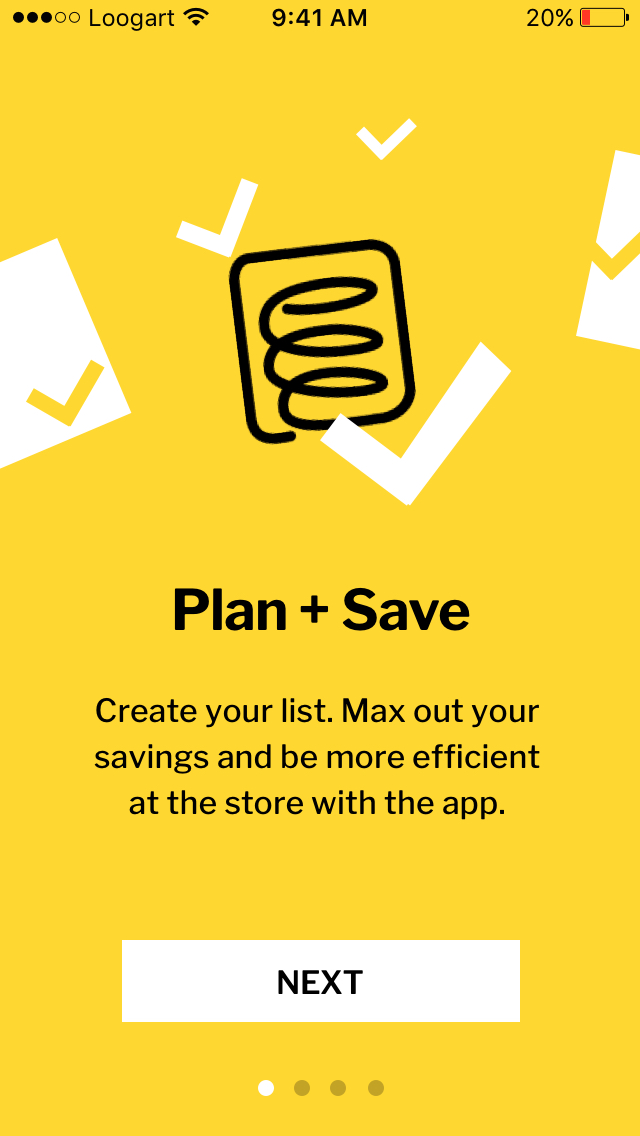 Loogart 9:41 AM 20%
Plan + Save
Create your list. Max out your
savings and be more efficient
at the store with the app.
NEXT